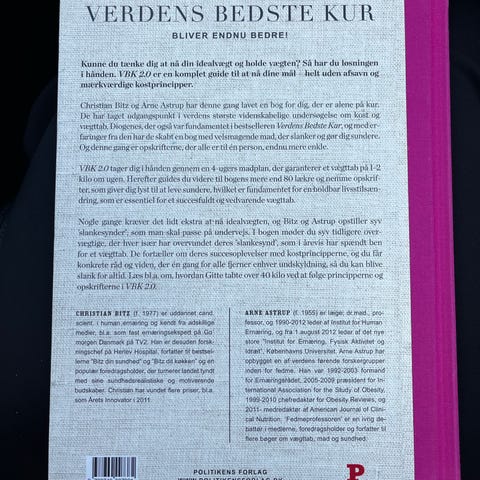 VERDENS BEDSTE KUR
BLIVER ENDNU BEDRE!
Kunne du tænke dig at nå din idealvægt og holde vægten? Så har du løsningen
i hånden. VBK 2.0 er en komplet guide til at nå dine mål – helt uden afsavn og
mærkværdige kostprincipper.
Christian Bitz og Arne Astrup har denne gang lavet en bog for dig, der er alene på kur.
De har taget udgangspunkt i verdens største videnskabelige undersøgelse om kost og
vægttab, Diogenes, der også var fundamentet i bestselleren Verdens Bedste Kur, og med er-
faringer fra den har de skabt en bog med velsmagende mad, der slanker og gør dig sundere.
Og denne gang er opskrifterne, der alle er til én person, endnu mere enkle.
VBK 2.0 tager dig i hånden gennem en 4-ugers madplan, der garanterer et vægttab på 1-2
kilo om ugen. Herefter guides du videre til bogens mere end 80 lækre og nemme opskrif-
ter, som giver dig lyst til at leve sundere, hvilket er fundamentet for en holdbar livsstilsæn-
dring, som er essentiel for et succesfuldt og vedvarende vægttab.
Nogle gange kræver det lidt ekstra at nå idealvægten, og Bitz og Astrup opstiller syv
'slankesynder', som man skal passe på undervejs. I bogen møder du syv tidligere over-
vægtige, der hver især har overvundet deres 'slankesynd', som i årevis har spændt ben
for et vægttab. De fortæller om deres succesoplevelser med kostprincipperne, og du får
konkrete råd og viden, der én gang for alle fjerner enhver undskyldning, så du kan blive
slank for altid. Læs bl.a. om, hvordan Gitte tabte over 40 kilo ved at følge principperne og
opskrifterne i VBK 2.0.
CHRISTIAN BITZ (f. 1977) er uddannet cand.
scient. i human ernæring og kendt fra adskillige
medier, bl.a. som fast ernæringsekspert på Go'
morgen Danmark på TV2. Han er desuden for-
skningschef på Herlev Hospital, forfatter til bestsel-
lerne "Bitz din sundhed" og "Bitz dit køkken" og en
populær foredragsholder, der turnerer landet tyndt
med sine sundhedsrealistiske og motiverende
budskaber. Christian har vundet flere priser, bl.a.
som Årets Innovatør i 2011.
ARNE ASTRUP (f. 1955) er læge, dr.med., pro-
fessor, og 1990-2012 leder af Institut for Human
Ernæring, og fra 1 august 2012 leder af det nye
store "Institut for Ernæring, Fysisk Aktivitet og
Idræt", Københavns Universitet. Arne Astrup har
opbygget en af verdens førende forskergrupper
inden for fedme. Han var 1992-2003 formand
for Ernæringsrådet, 2005-2009 præsident for In-
ternational Association for the Study of Obesity,
1999-2010 chefredaktør for Obesity Reviews, og
2011- medredaktør af American Journal of Clini-
cal Nutrition. 'Fedmeprofessoren' er en ivrig de-
battør i medierne, foredragsholder og forfatter til
flere bøger om vægttab, mad og sundhed.
POLITIKENS FORLAG
WWW.POLITIKENSFORLAG.DK
P